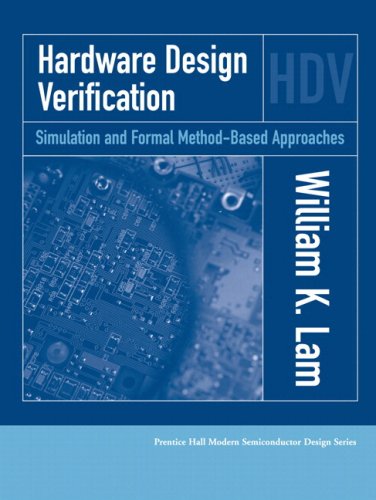 Hardware Design
Verification
HDV
Simulation and Formal Method-Based Approaches
William K. Lam
Prentice Hall Modern Semiconductor Design Series